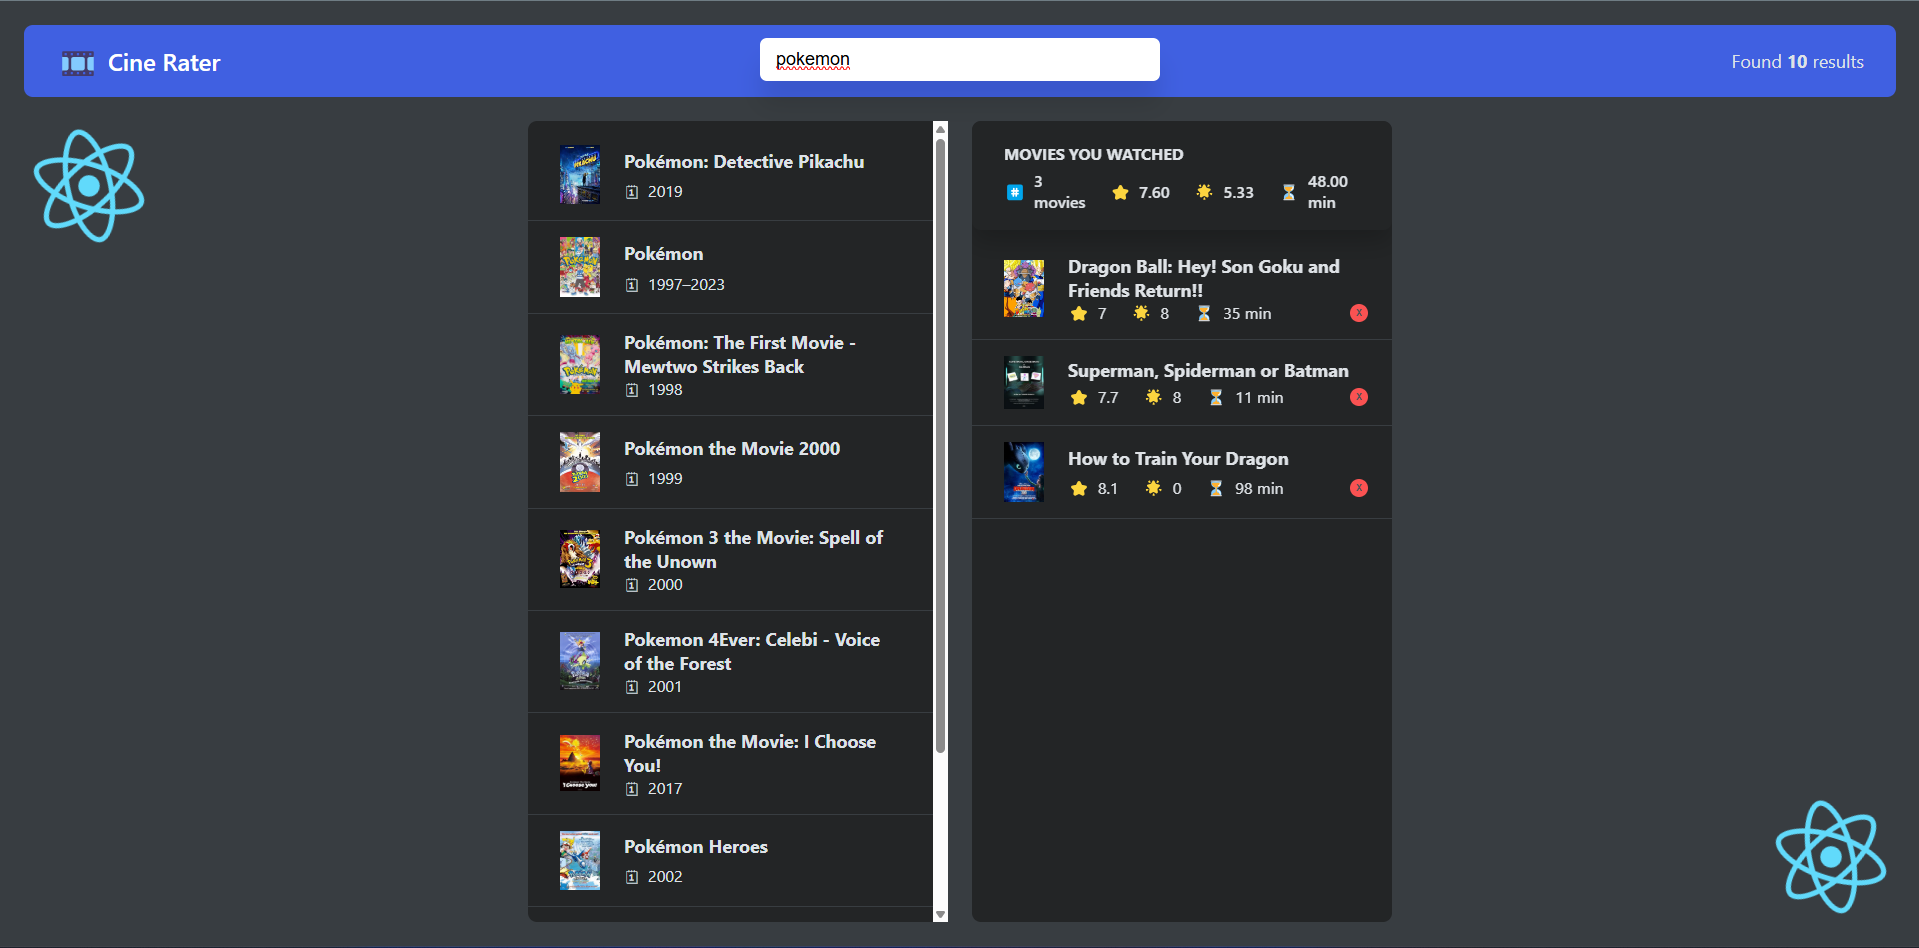 Cine Rater
pokemon
Found 10 results
Pokémon: Detective Pikachu
2019
Pokémon
1997–2023
Pokémon: The First Movie -
Mewtwo Strikes Back
1998
Pokémon the Movie 2000
1999
Pokémon 3 the Movie: Spell of
the Unown
2000
Pokemon 4Ever: Celebi - Voice
of the Forest
2001
Pokémon the Movie: I Choose
You!
2017
Pokémon Heroes
2002
MOVIES YOU WATCHED
# 3
movies
7.60
5.33
48.00
min
Dragon Ball: Hey! Son Goku and
Friends Return!!
7 8 35 min X
Superman, Spiderman or Batman
7.7 8 11 min X
How to Train Your Dragon
8.1 0 98 min X